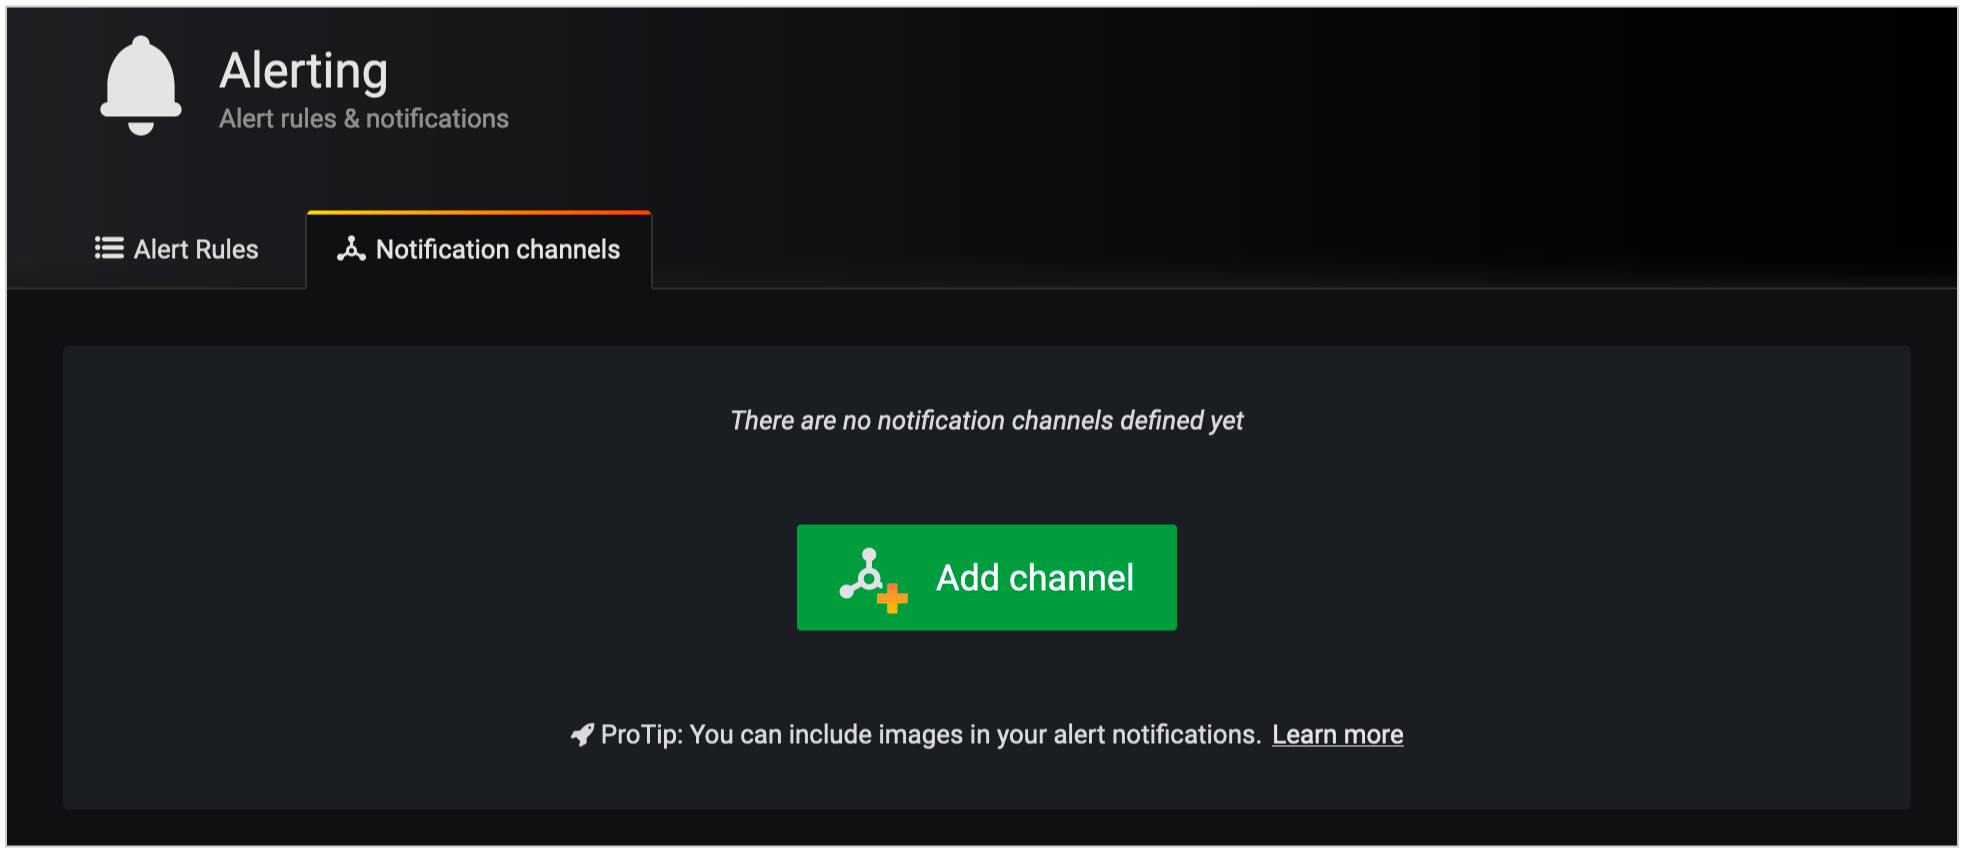 Alerting
Alert rules & notifications
Alert Rules
Notification channels
There are no notification channels defined yet
Add channel
ProTip: You can include images in your alert notifications. Learn more